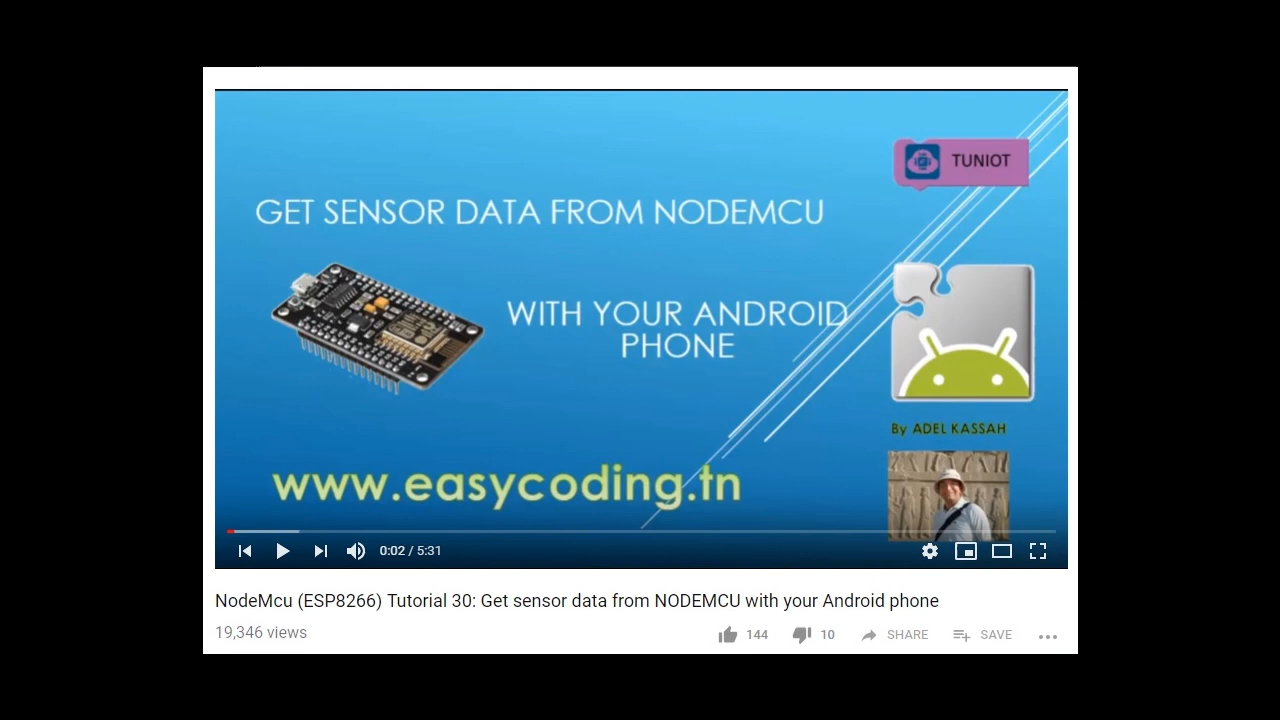 TUNIOT
GET SENSOR DATA FROM NODEMCU
WITH YOUR ANDROID
PHONE
By ADEL KASSAH
www.easycoding.tn
0:02 / 5:31
NodeMcu (ESP8266) Tutorial 30: Get sensor data from NODEMCU with your Android phone
19,346 views
144 10 SHARE SAVE